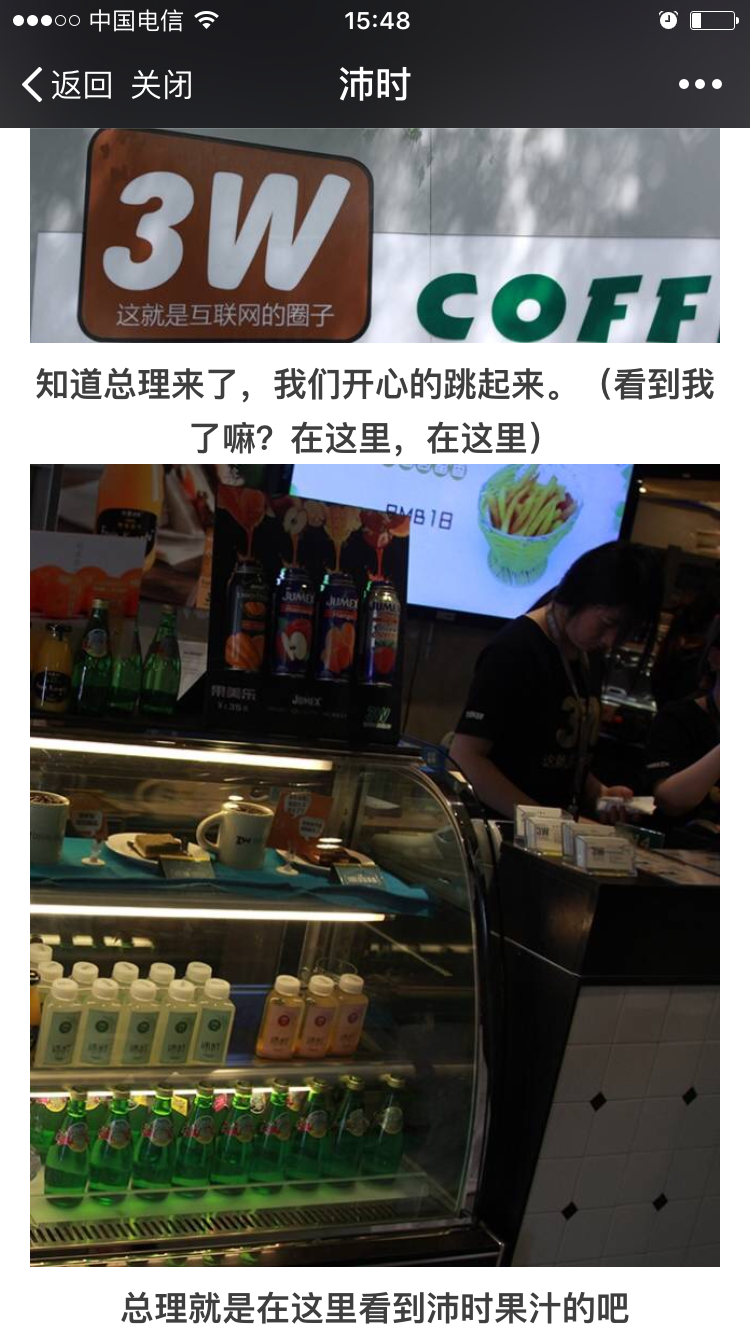 中国电信
15:48
返回 关闭
沛时
3W
这就是互联网的圈子
COFF
知道总理来了，我们开心的跳起来。（看到我
了嘛？在这里，在这里）
RMB18
JUMEX
JUMEX
JUMEX
果美乐
JUMEX
3W
总理就是在这里看到沛时果汁的吧